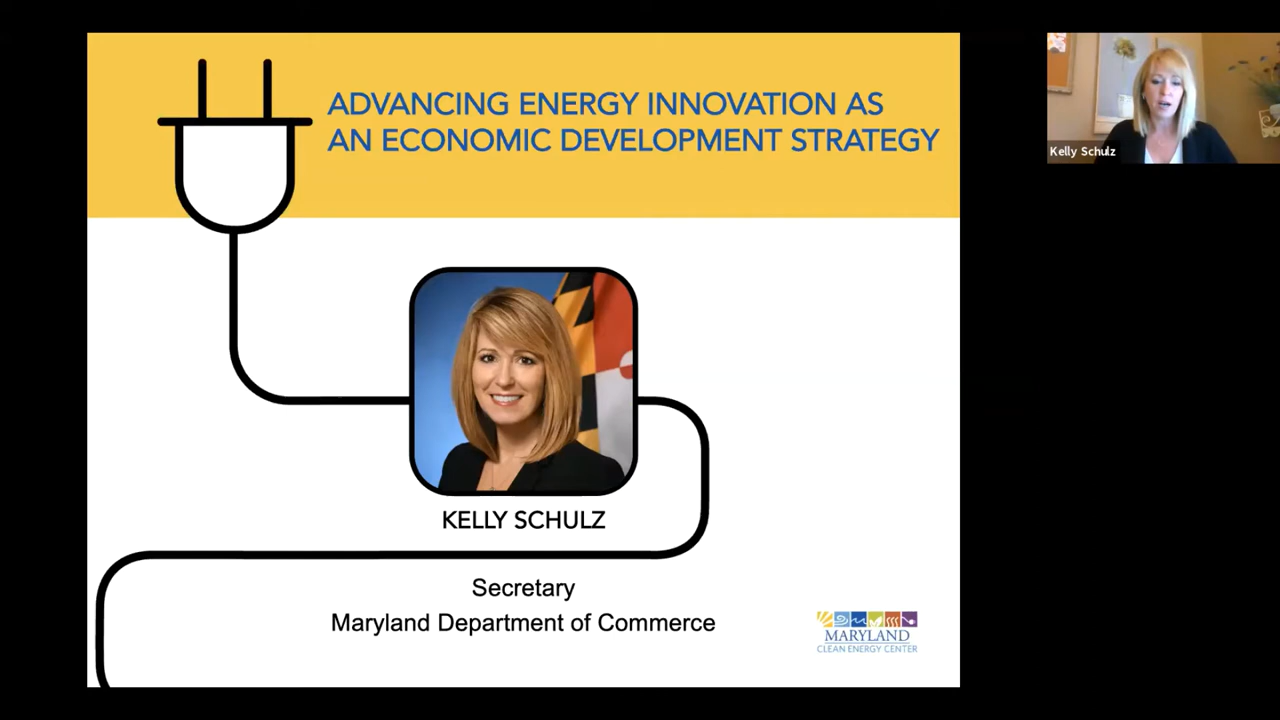 ADVANCING ENERGY INNOVATION AS
AN ECONOMIC DEVELOPMENT STRATEGY
Kelly Schulz
KELLY SCHULZ
Secretary
Maryland Department of Commerce
MARYLAND
CLEAN ENERGY CENTER